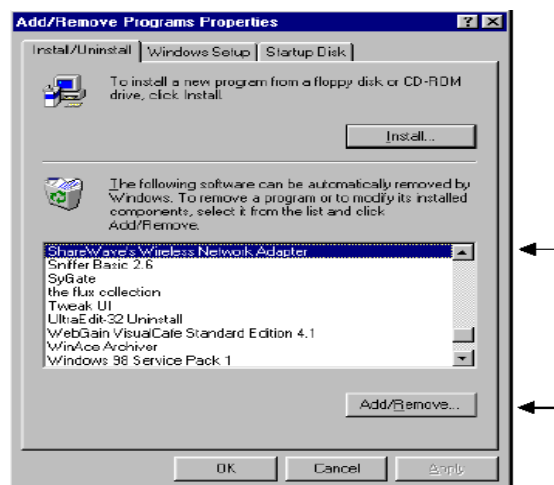 Add/Remove Programs Properties
Install/Uninstall
Windows Setup
Startup Disk
To install a new program from a floppy disk or CD-ROM
drive, click Install.
Install...
The following software can be automatically removed by
Windows. To remove a program or to modify its installed
components, select it from the list and click
Add/Remove.
ShareWave's Wireless Network Adapter
Sniffer Basic 2.6
SyGate
the flux collection
Tweak UI
UltraEdit-32 Uninstall
WebGain VisualCafe Standard Edition 4.1
WinAce Archiver
Windows 98 Service Pack 1
Add/Remove...
OK
Cancel
Apply